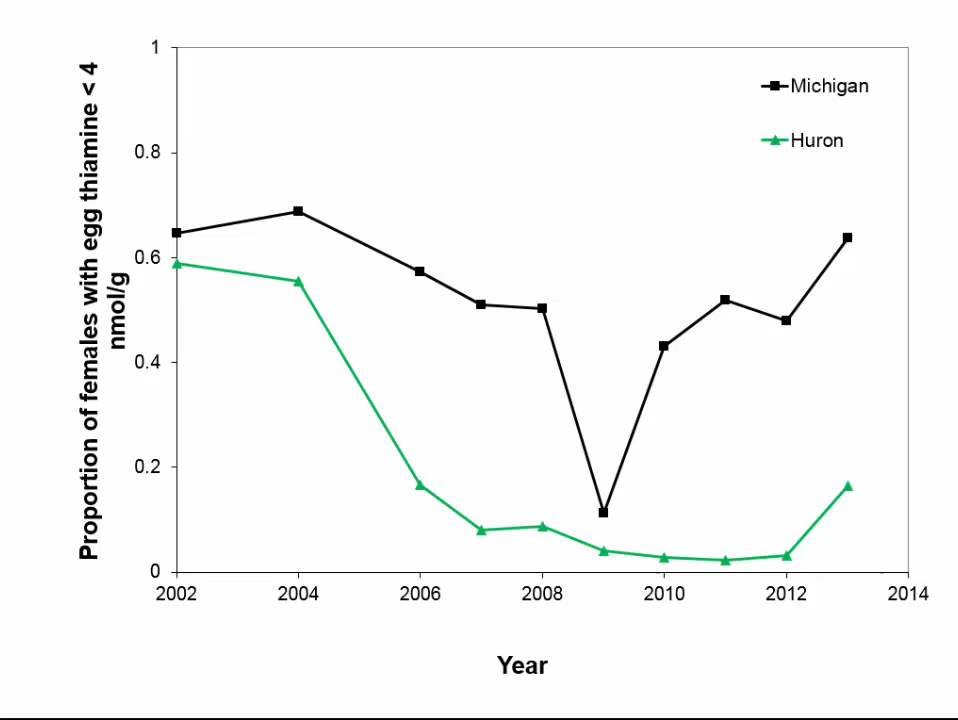 Proportion of females with egg thiamine < 4
nmol/g
1
0.8
0.6
0.4
0.2
0
Michigan
Huron
2002 2004 2006 2008 2010 2012 2014
Year